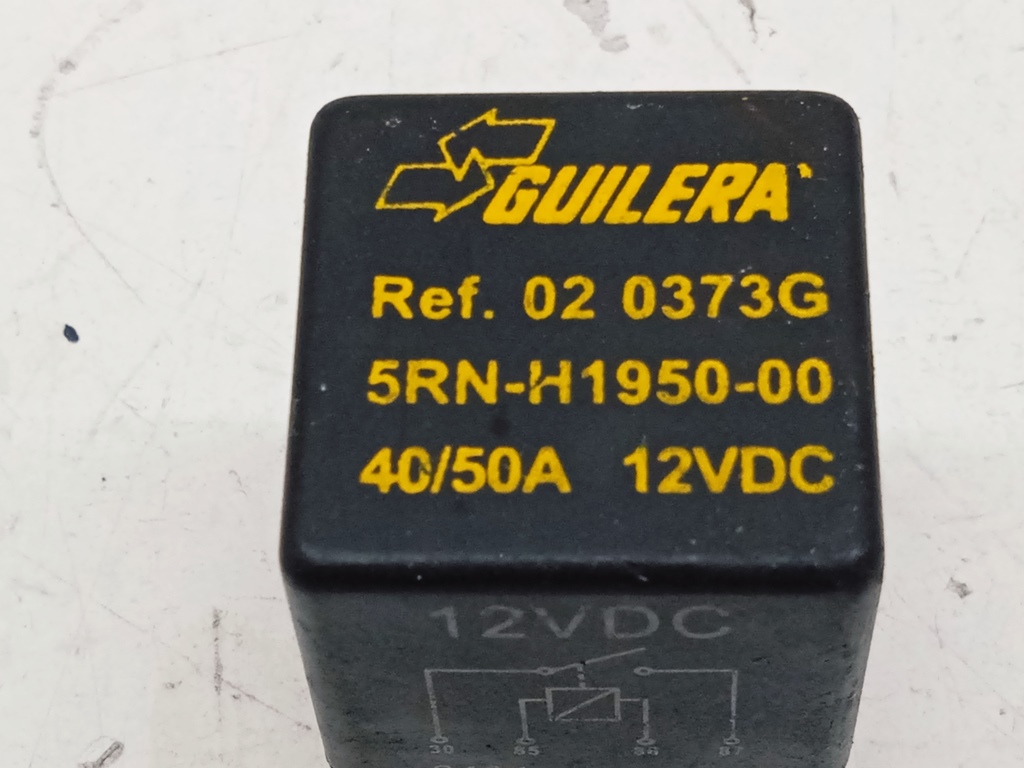 GUILERA
Ref. 02 0373G
5RN-H1950-00
40/50A 12VDC
12VDC
30 85 86 87